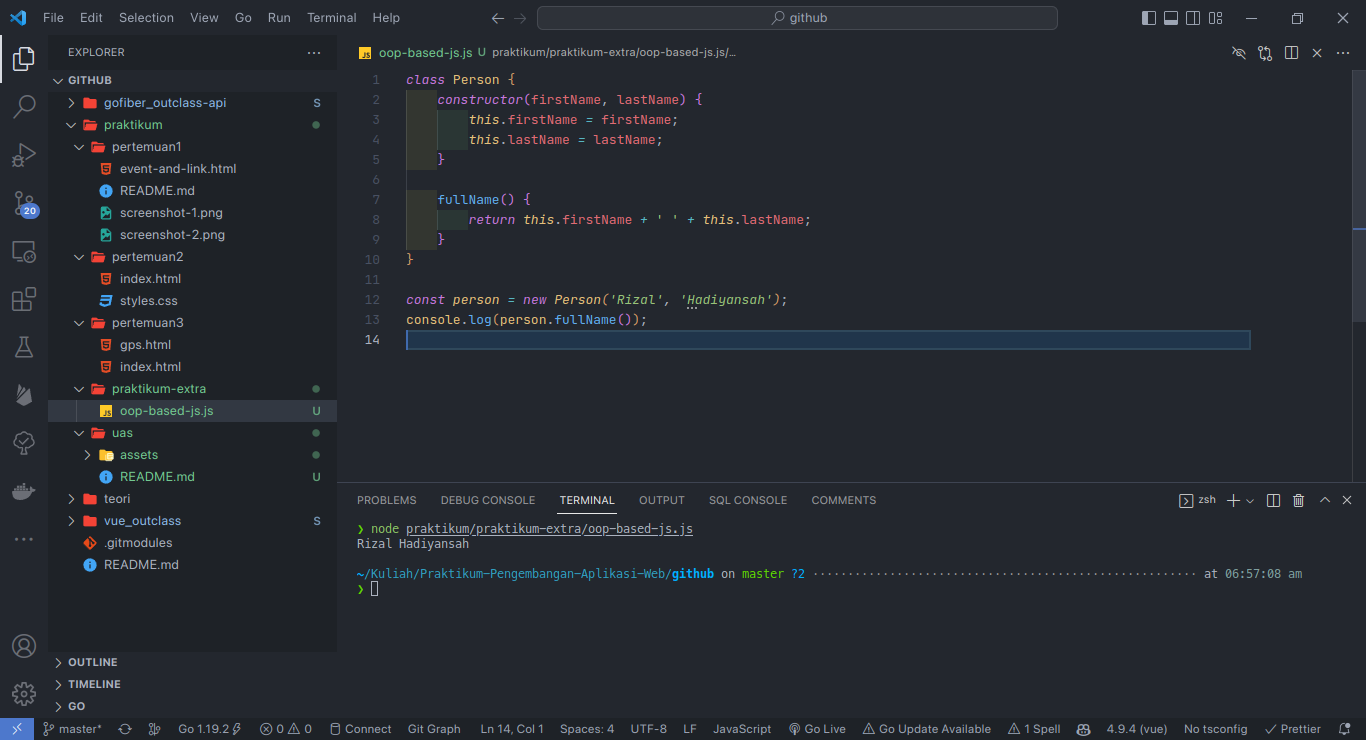 File Edit Selection View Go Run Terminal Help
github
EXPLORER
GITHUB
gofiber_outclass-api S
praktikum
pertemuan1
event-and-link.html
README.md
screenshot-1.png
screenshot-2.png
pertemuan2
index.html
styles.css
pertemuan3
gps.html
index.html
praktikum-extra
oop-based-js.js U
uas
assets
README.md U
teori
vue_outclass S
.gitmodules
README.md
OUTLINE
TIMELINE
GO
20
JS oop-based-js.js U praktikum/praktikum-extra/oop-based-js.js/...
1 class Person {
2 constructor(firstName, lastName) {
3 this.firstName = firstName;
4 this.lastName = lastName;
5 }
6
7 fullName() {
8 return this.firstName + ' ' + this.lastName;
9 }
10 }
11
12 const person = new Person('Rizal', 'Hadiyansah');
13 console.log(person.fullName());
14
PROBLEMS DEBUG CONSOLE TERMINAL OUTPUT SQL CONSOLE COMMENTS
zsh
❯ node praktikum/praktikum-extra/oop-based-js.js
Rizal Hadiyansah
~/Kuliah/Praktikum-Pengembangan-Aplikasi-Web/github on master ?2 at 06:57:08 am
❯
master* Go 1.19.2 0 0 Connect Git Graph Ln 14, Col 1 Spaces: 4 UTF-8 LF JavaScript Go Live Go Update Available 1 Spell 4.9.4 (vue) No tsconfig Prettier